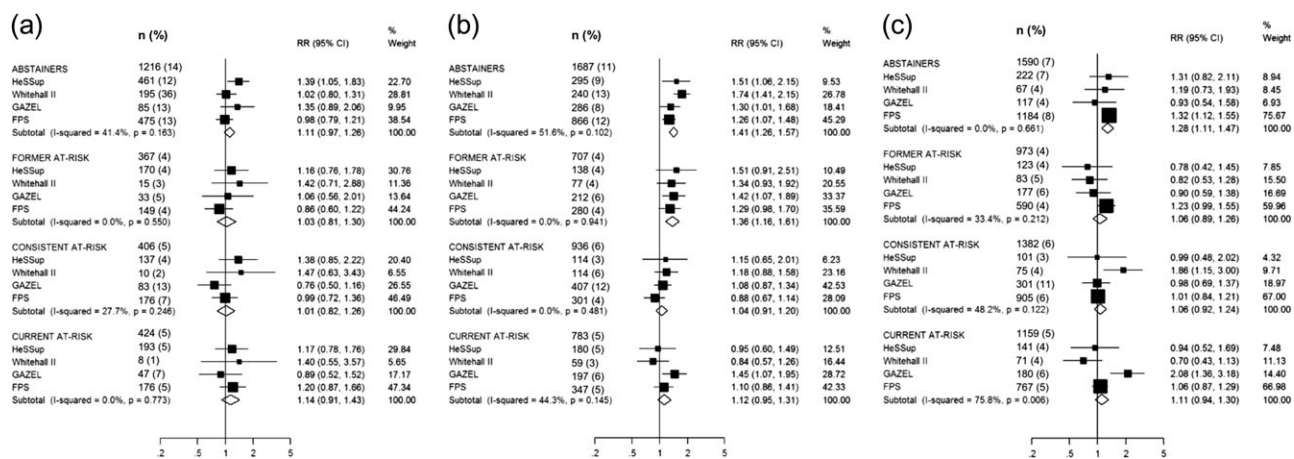 (a)
n (%)
RR (95% CI)
%
Weight
ABSTAINERS 1216 (14)
HeSSup 461 (12) 1.39 (1.05, 1.83) 22.70
Whitehall II 195 (36) 1.02 (0.80, 1.31) 28.81
GAZEL 85 (13) 1.35 (0.89, 2.06) 9.95
FPS 475 (13) 0.98 (0.79, 1.21) 38.54
Subtotal (I-squared = 41.4%, p = 0.163) 1.11 (0.97, 1.26) 100.00
FORMER AT-RISK 367 (4)
HeSSup 170 (4) 1.16 (0.76, 1.78) 30.76
Whitehall II 15 (3) 1.42 (0.71, 2.88) 11.36
GAZEL 33 (5) 1.06 (0.56, 2.01) 13.64
FPS 149 (4) 0.86 (0.60, 1.22) 44.24
Subtotal (I-squared = 0.0%, p = 0.550) 1.03 (0.81, 1.30) 100.00
CONSISTENT AT-RISK 406 (5)
HeSSup 137 (4) 1.38 (0.85, 2.22) 20.40
Whitehall II 10 (2) 1.47 (0.63, 3.43) 6.55
GAZEL 83 (13) 0.76 (0.50, 1.16) 26.55
FPS 176 (7) 0.99 (0.72, 1.36) 46.49
Subtotal (I-squared = 27.7%, p = 0.246) 1.01 (0.82, 1.26) 100.00
CURRENT AT-RISK 424 (5)
HeSSup 193 (5) 1.17 (0.78, 1.76) 29.84
Whitehall II 8 (1) 1.40 (0.55, 3.57) 5.65
GAZEL 47 (7) 0.89 (0.52, 1.52) 17.17
FPS 176 (5) 1.20 (0.87, 1.66) 47.34
Subtotal (I-squared = 0.0%, p = 0.773) 1.14 (0.91, 1.43) 100.00
.2 .5 1 2 5
(b)
n (%)
RR (95% CI)
%
Weight
ABSTAINERS 1687 (11)
HeSSup 295 (9) 1.51 (1.06, 2.15) 9.53
Whitehall II 240 (13) 1.74 (1.41, 2.15) 26.78
GAZEL 286 (8) 1.30 (1.01, 1.68) 18.41
FPS 866 (12) 1.26 (1.07, 1.48) 45.29
Subtotal (I-squared = 51.6%, p = 0.102) 1.41 (1.26, 1.57) 100.00
FORMER AT-RISK 707 (4)
HeSSup 138 (4) 1.51 (0.91, 2.51) 10.49
Whitehall II 77 (4) 1.34 (0.93, 1.92) 20.55
GAZEL 212 (6) 1.42 (1.07, 1.89) 33.37
FPS 280 (4) 1.29 (0.98, 1.70) 35.59
Subtotal (I-squared = 0.0%, p = 0.941) 1.36 (1.16, 1.61) 100.00
CONSISTENT AT-RISK 936 (6)
HeSSup 114 (3) 1.15 (0.65, 2.01) 6.23
Whitehall II 114 (6) 1.18 (0.88, 1.58) 23.16
GAZEL 407 (12) 1.08 (0.87, 1.34) 42.53
FPS 301 (4) 0.88 (0.67, 1.14) 28.09
Subtotal (I-squared = 0.0%, p = 0.481) 1.04 (0.91, 1.20) 100.00
CURRENT AT-RISK 783 (5)
HeSSup 180 (5) 0.95 (0.60, 1.49) 12.51
Whitehall II 59 (3) 0.84 (0.57, 1.26) 16.44
GAZEL 197 (6) 1.45 (1.07, 1.95) 28.72
FPS 347 (5) 1.10 (0.86, 1.41) 42.33
Subtotal (I-squared = 44.3%, p = 0.145) 1.12 (0.95, 1.31) 100.00
.2 .5 1 2 5
(c)
n (%)
RR (95% CI)
%
Weight
ABSTAINERS 1590 (7)
HeSSup 222 (7) 1.31 (0.82, 2.11) 8.94
Whitehall II 67 (4) 1.19 (0.73, 1.93) 8.45
GAZEL 117 (4) 0.93 (0.54, 1.58) 6.93
FPS 1184 (8) 1.32 (1.12, 1.55) 75.67
Subtotal (I-squared = 0.0%, p = 0.661) 1.28 (1.11, 1.47) 100.00
FORMER AT-RISK 973 (4)
HeSSup 123 (4) 0.78 (0.42, 1.45) 7.85
Whitehall II 83 (5) 0.82 (0.53, 1.28) 15.50
GAZEL 177 (6) 0.90 (0.59, 1.38) 16.69
FPS 590 (4) 1.23 (0.99, 1.55) 59.96
Subtotal (I-squared = 33.4%, p = 0.212) 1.06 (0.89, 1.26) 100.00
CONSISTENT AT-RISK 1382 (6)
HeSSup 101 (3) 0.99 (0.48, 2.02) 4.32
Whitehall II 75 (4) 1.86 (1.15, 3.00) 9.71
GAZEL 301 (11) 0.98 (0.69, 1.37) 18.97
FPS 905 (6) 1.01 (0.84, 1.21) 67.00
Subtotal (I-squared = 48.2%, p = 0.122) 1.06 (0.92, 1.24) 100.00
CURRENT AT-RISK 1159 (5)
HeSSup 141 (4) 0.94 (0.52, 1.69) 7.48
Whitehall II 71 (4) 0.70 (0.43, 1.13) 11.13
GAZEL 180 (6) 2.08 (1.36, 3.18) 14.40
FPS 767 (5) 1.06 (0.87, 1.29) 66.98
Subtotal (I-squared = 75.8%, p = 0.006) 1.11 (0.94, 1.30) 100.00
.2 .5 1 2 5